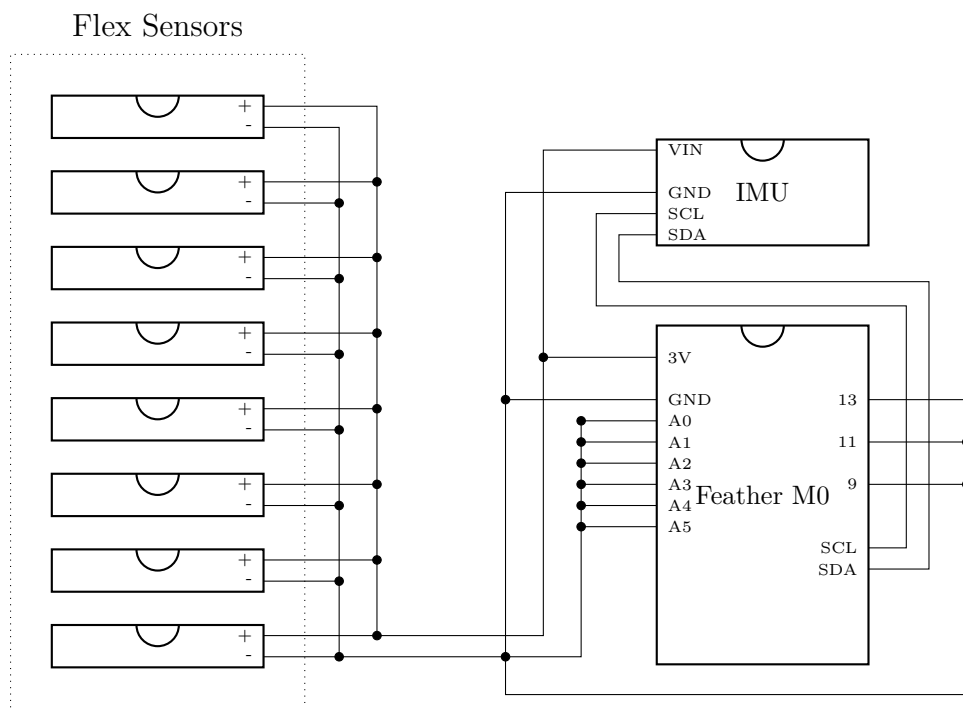 Flex Sensors
+
-
+
-
+
-
+
-
+
-
+
-
+
-
+
-
VIN
GND
SCL
SDA
IMU
3V
GND
A0
A1
A2
A3
A4
A5
Feather M0
13
11
9
SCL
SDA